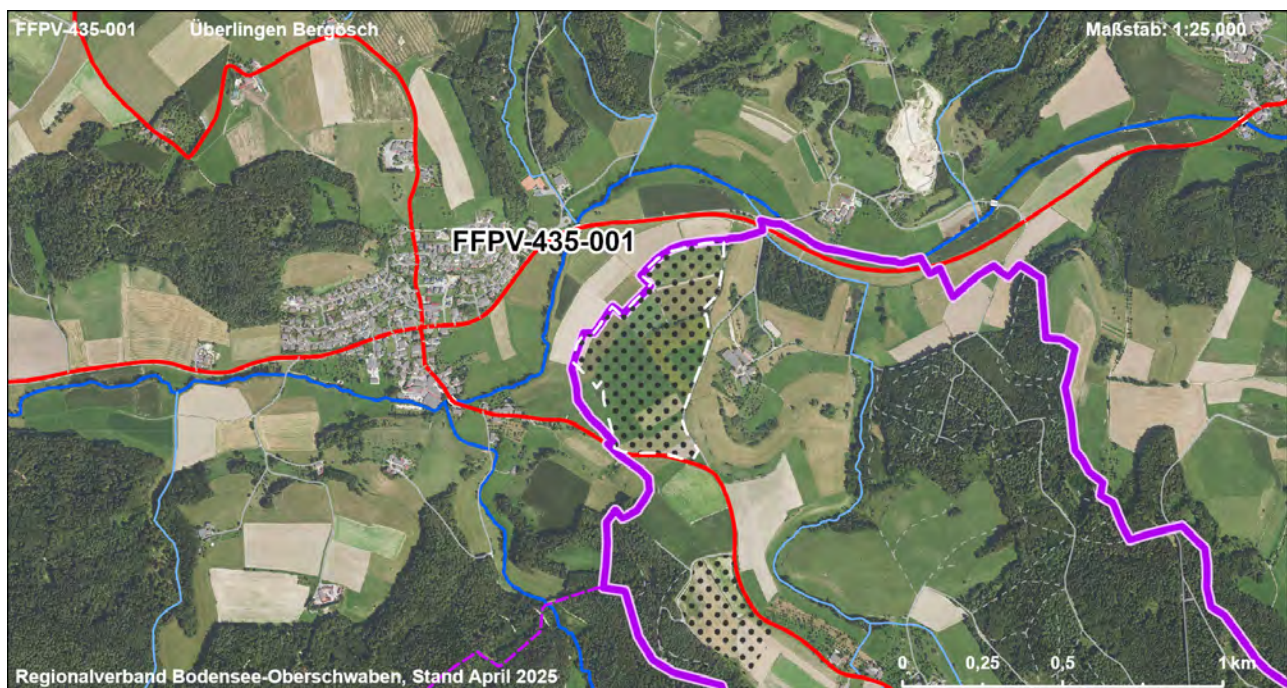 FFPV-435-001 Überlingen Bergösch Maßstab: 1:25.000
FFPV-435-001
0 0,25 0,5 1 km
Regionalverband Bodensee-Oberschwaben, Stand April 2025